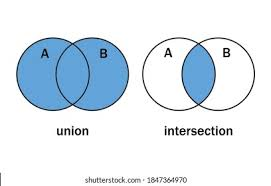 A B A B
union intersection
shutterstock.com · 1847364970